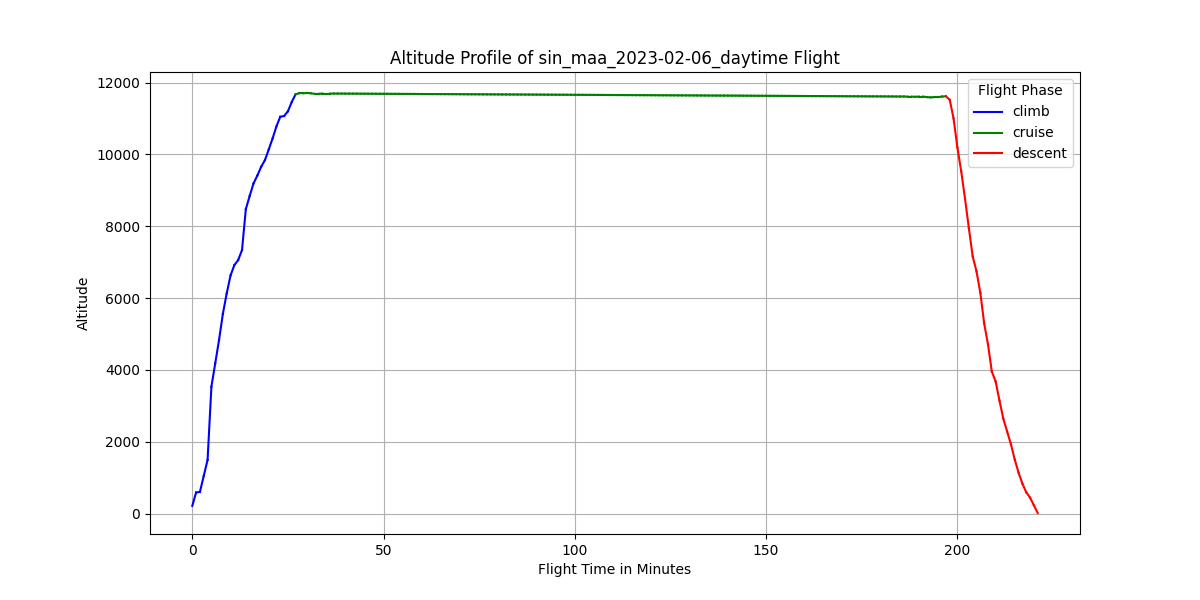 Altitude Profile of sin_maa_2023-02-06_daytime Flight
12000
10000
8000
6000
4000
2000
0
Altitude
Flight Phase
climb
cruise
descent
0 50 100 150 200
Flight Time in Minutes